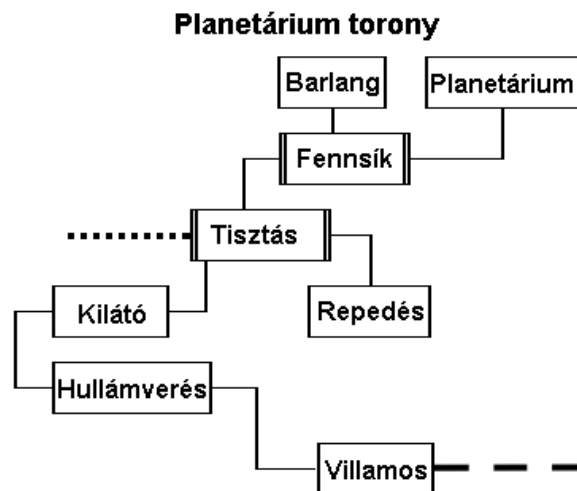 Planetárium torony
Barlang
Planetárium
Fennsík
Tisztás
Kilátó
Repedés
Hullámverés
Villamos